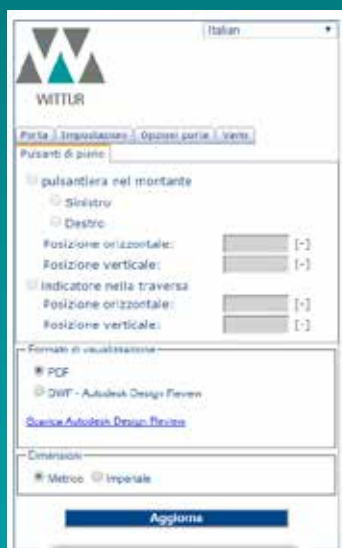 Italian
WITTUR
Porta Impostazioni Opzioni porte Varie
Pulsanti di piano
pulsantiera nel montante
Sinistro
Destro
Posizione orizzontale: [-]
Posizione verticale: [-]
Indicatore nella traversa
Posizione orizzontale: [-]
Posizione verticale: [-]
Formato di visualizzazione
PDF
DWF - Autodesk Design Review
Scarica Autodesk Design Review
Dimensioni
Metrico Imperiale
Aggiorna